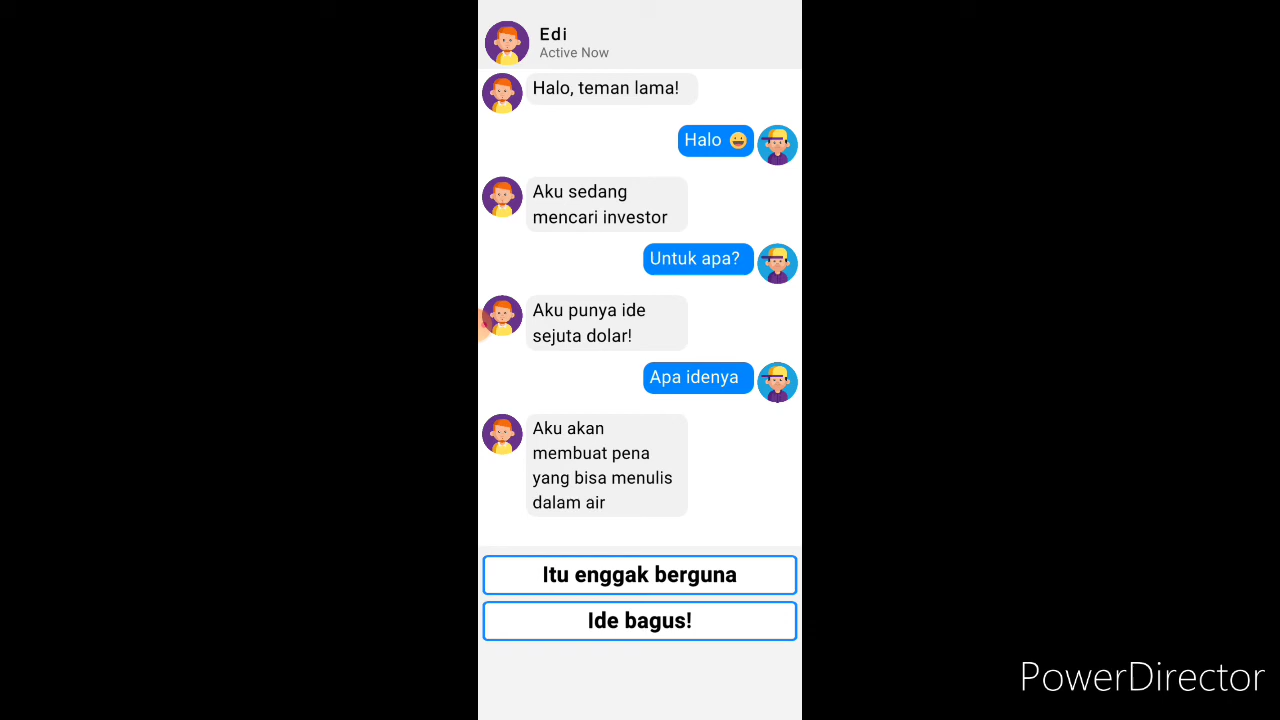 Edi
Active Now
Halo, teman lama!
Halo 😀
Aku sedang
mencari investor
Untuk apa?
Aku punya ide
sejuta dolar!
Apa idenya
Aku akan
membuat pena
yang bisa menulis
dalam air
Itu enggak berguna
Ide bagus!
PowerDirector